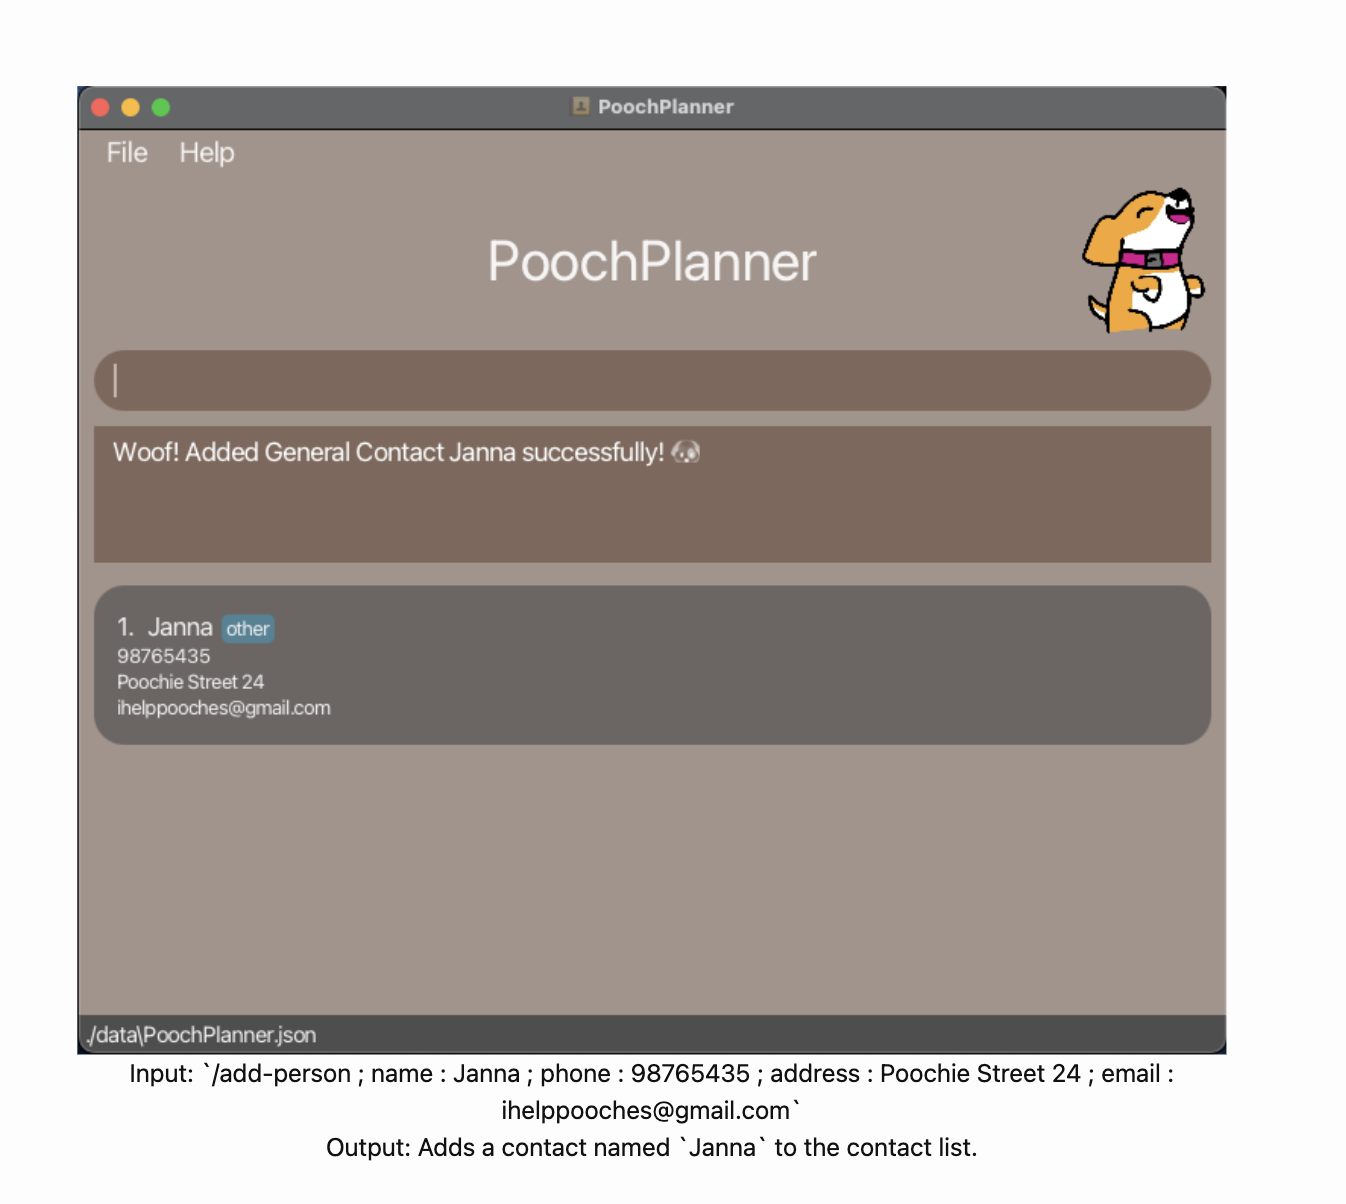 PoochPlanner
File Help
PoochPlanner
Woof! Added General Contact Janna successfully! 🐶
1. Janna other
98765435
Poochie Street 24
ihelppooches@gmail.com
./data\PoochPlanner.json
Input: `/add-person ; name : Janna ; phone : 98765435 ; address : Poochie Street 24 ; email :
ihelppooches@gmail.com`
Output: Adds a contact named `Janna` to the contact list.